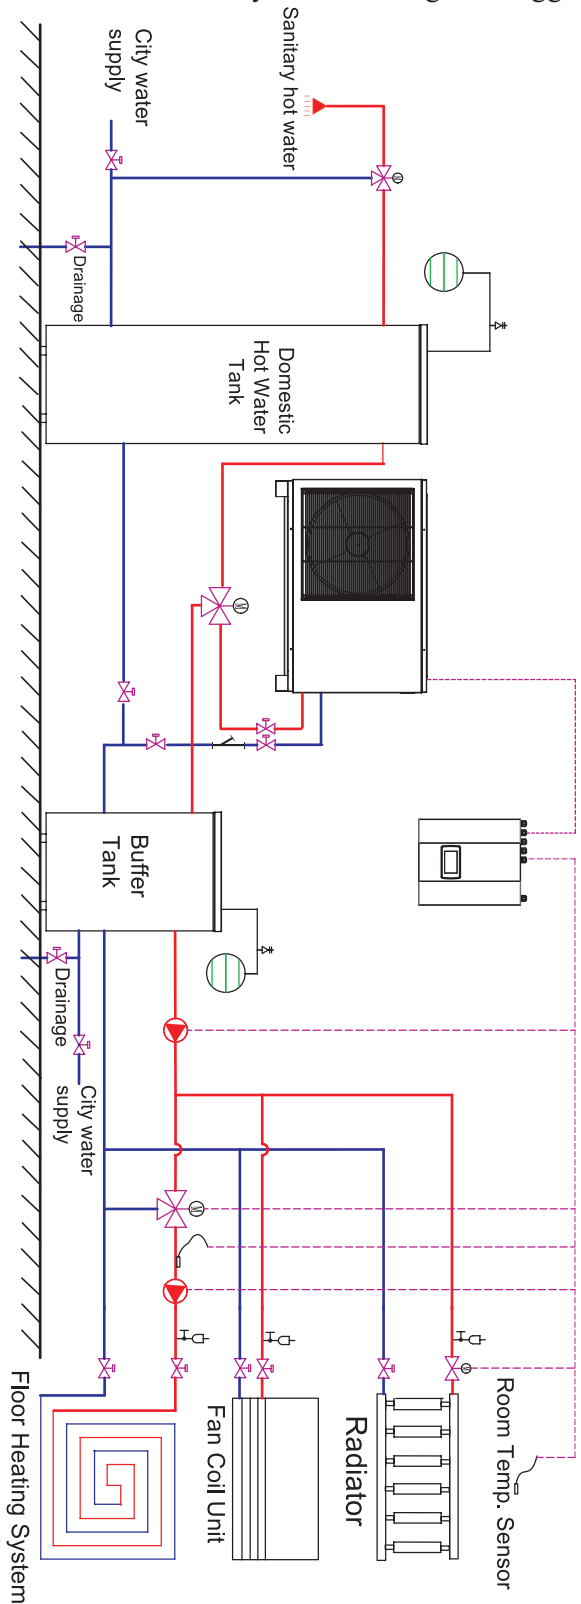 City water
supply
Sanitary hot water
Drainage
Domestic
Hot Water
Tank
M
M
Buffer
Tank
Drainage
City water
supply
M
M
Floor Heating System
Fan Coil Unit
Radiator
Room Temp. Sensor